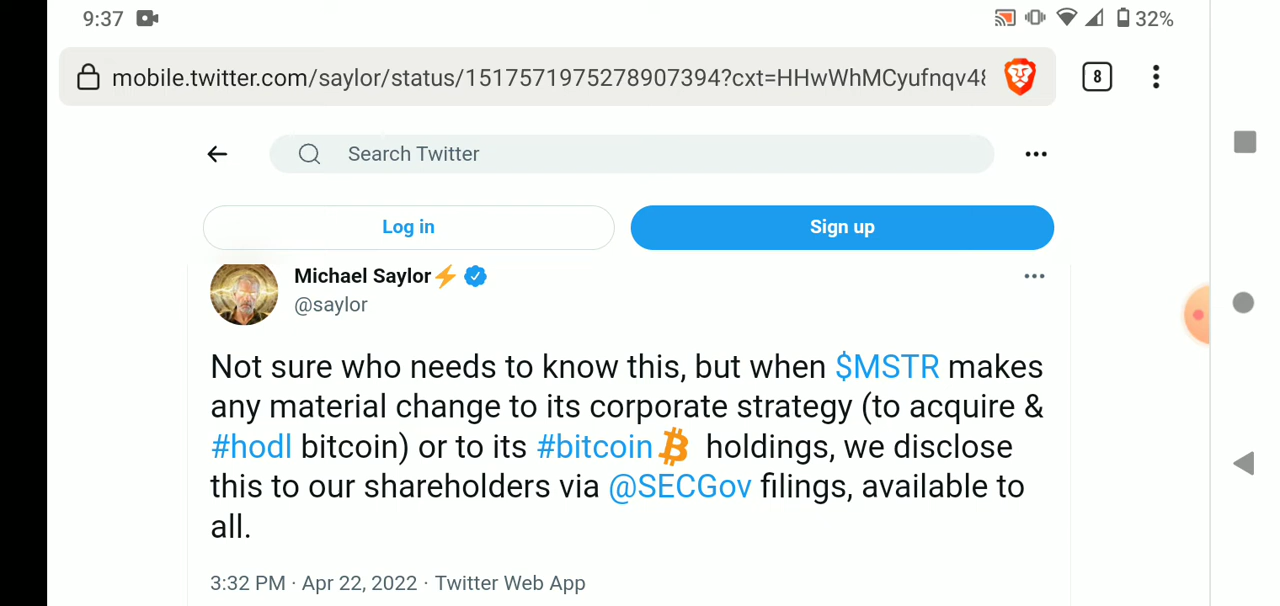 9:37 32%
mobile.twitter.com/saylor/status/1517571975278907394?cxt=HHwWhMCyufnqv48 8
Search Twitter
Log in Sign up
Michael Saylor⚡
@saylor
Not sure who needs to know this, but when $MSTR makes
any material change to its corporate strategy (to acquire &
#hodl bitcoin) or to its #bitcoin holdings, we disclose
this to our shareholders via @SECGov filings, available to
all.
3:32 PM · Apr 22, 2022 · Twitter Web App